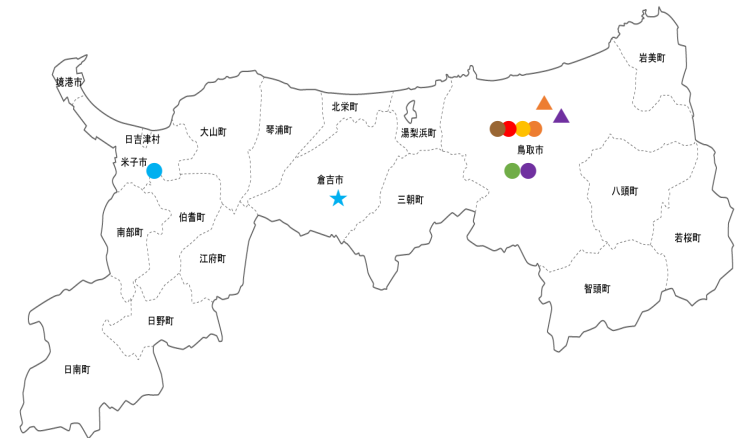 岩美町
境港市
北栄町
大山町
琴浦町
湯梨浜町
日吉津村
鳥取市
米子市
倉吉市
八頭町
三朝町
伯耆町
南部町
若桜町
江府町
智頭町
日野町
日南町